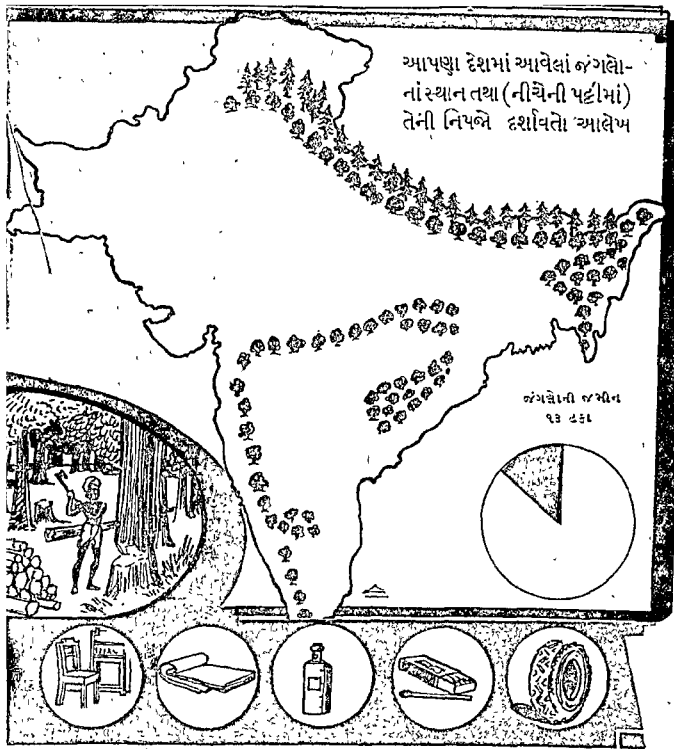 આપણા દેશમાં આવેલાં જંગલો-
નાં સ્થાન તથા (નીચેની પટ્ટીમાં)
તેની નિપજો દર્શાવતો આલેખ
જંગલોની જમીન
૧૩ ટકા